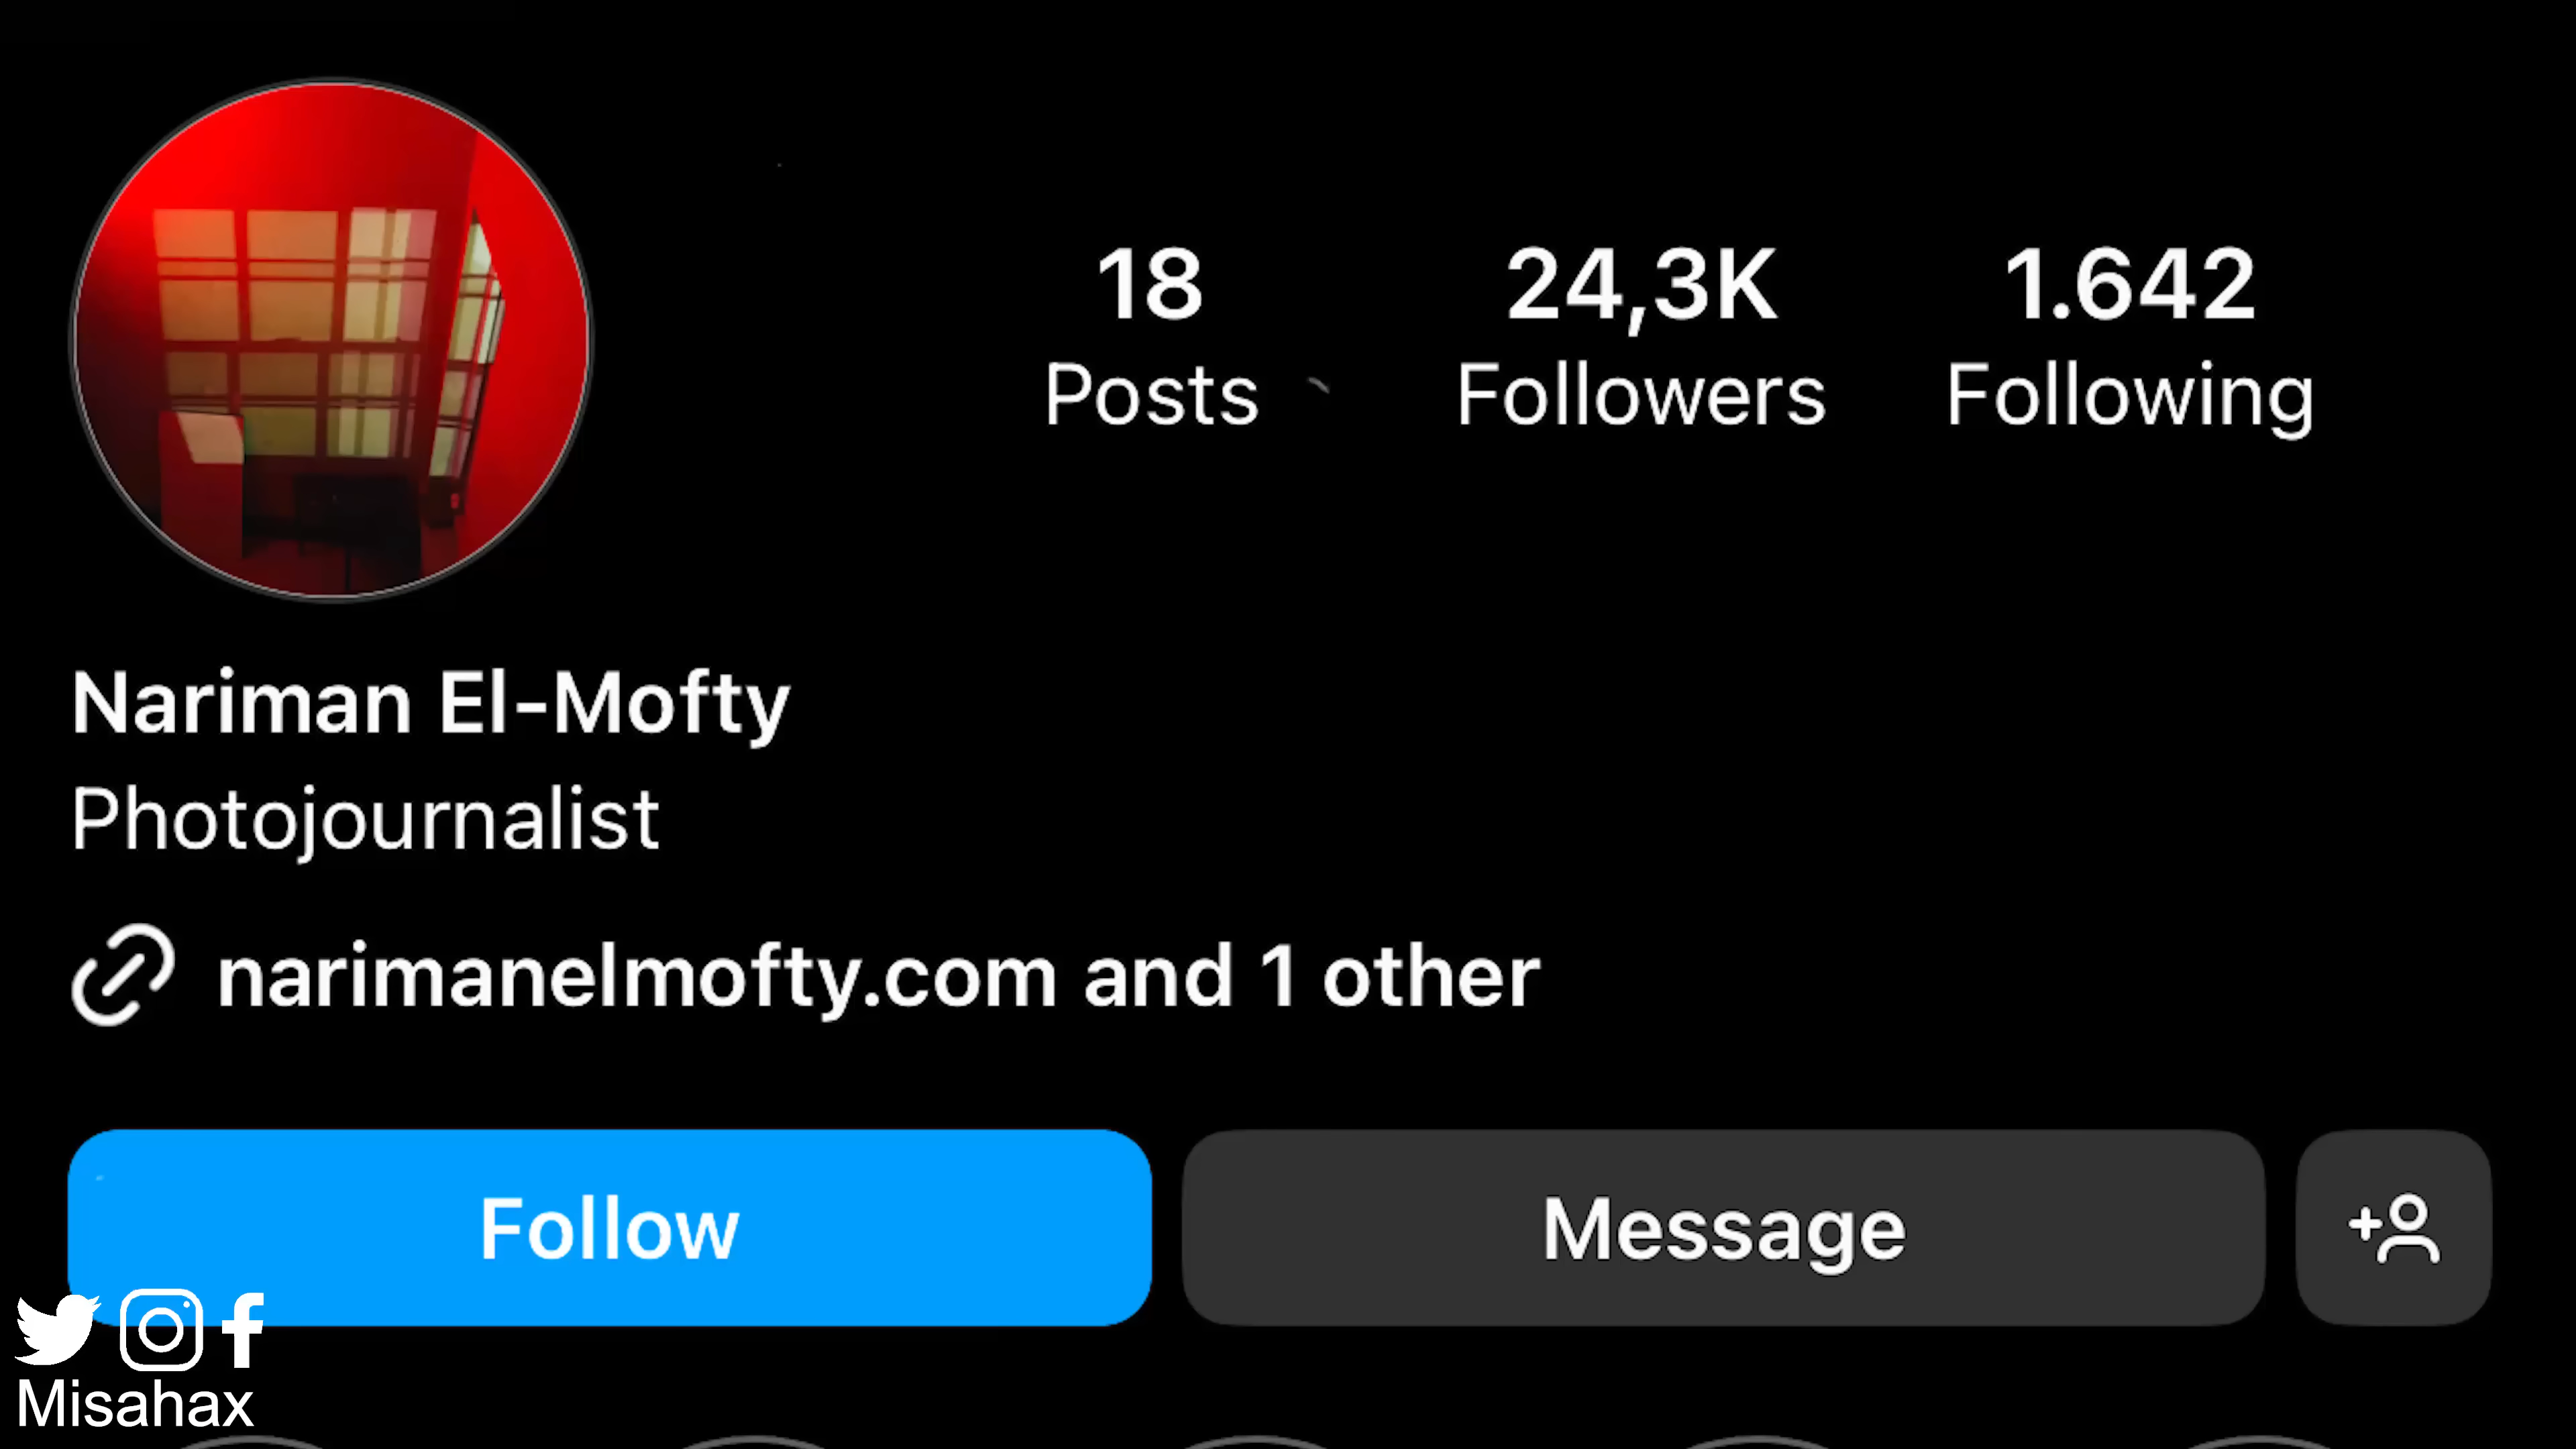 18 24,3K 1.642
Posts Followers Following
Nariman El-Mofty
Photojournalist
narimanelmofty.com and 1 other
Follow Message
Misahax